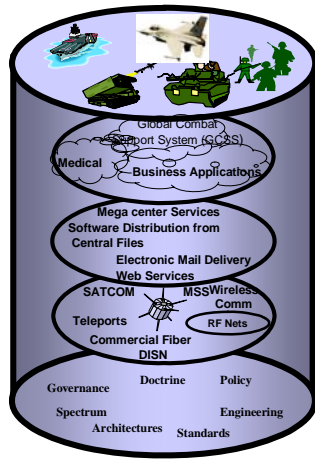 Global Combat
Support System (GCSS)
Medical
Business Applications
Mega center Services
Software Distribution from
Central Files
Electronic Mail Delivery
Web Services
SATCOM
MSS
Wireless
Comm
Teleports
RF Nets
Commercial Fiber
DISN
Governance
Doctrine
Policy
Spectrum
Engineering
Architectures
Standards